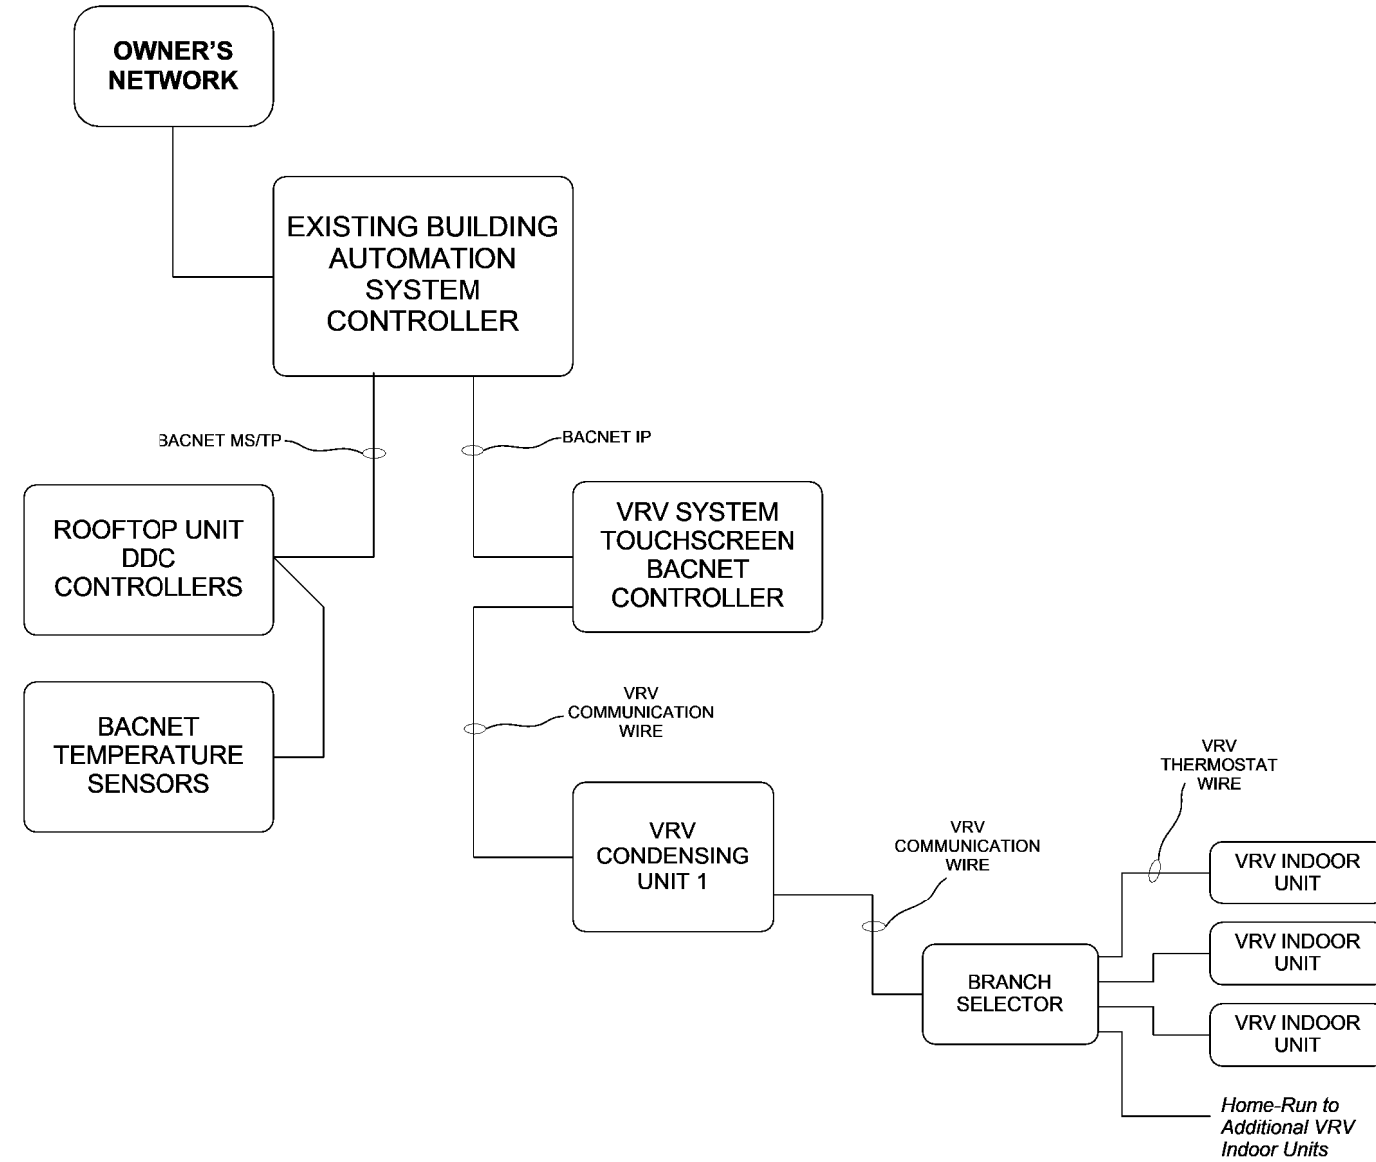 OWNER'S
NETWORK
EXISTING BUILDING
AUTOMATION
SYSTEM
CONTROLLER
BACNET MS/TP
BACNET IP
ROOFTOP UNIT
DDC
CONTROLLERS
VRV SYSTEM
TOUCHSCREEN
BACNET
CONTROLLER
BACNET
TEMPERATURE
SENSORS
VRV
COMMUNICATION
WIRE
VRV
CONDENSING
UNIT 1
VRV
COMMUNICATION
WIRE
VRV
THERMOSTAT
WIRE
BRANCH
SELECTOR
VRV INDOOR
UNIT
VRV INDOOR
UNIT
VRV INDOOR
UNIT
Home-Run to
Additional VRV
Indoor Units